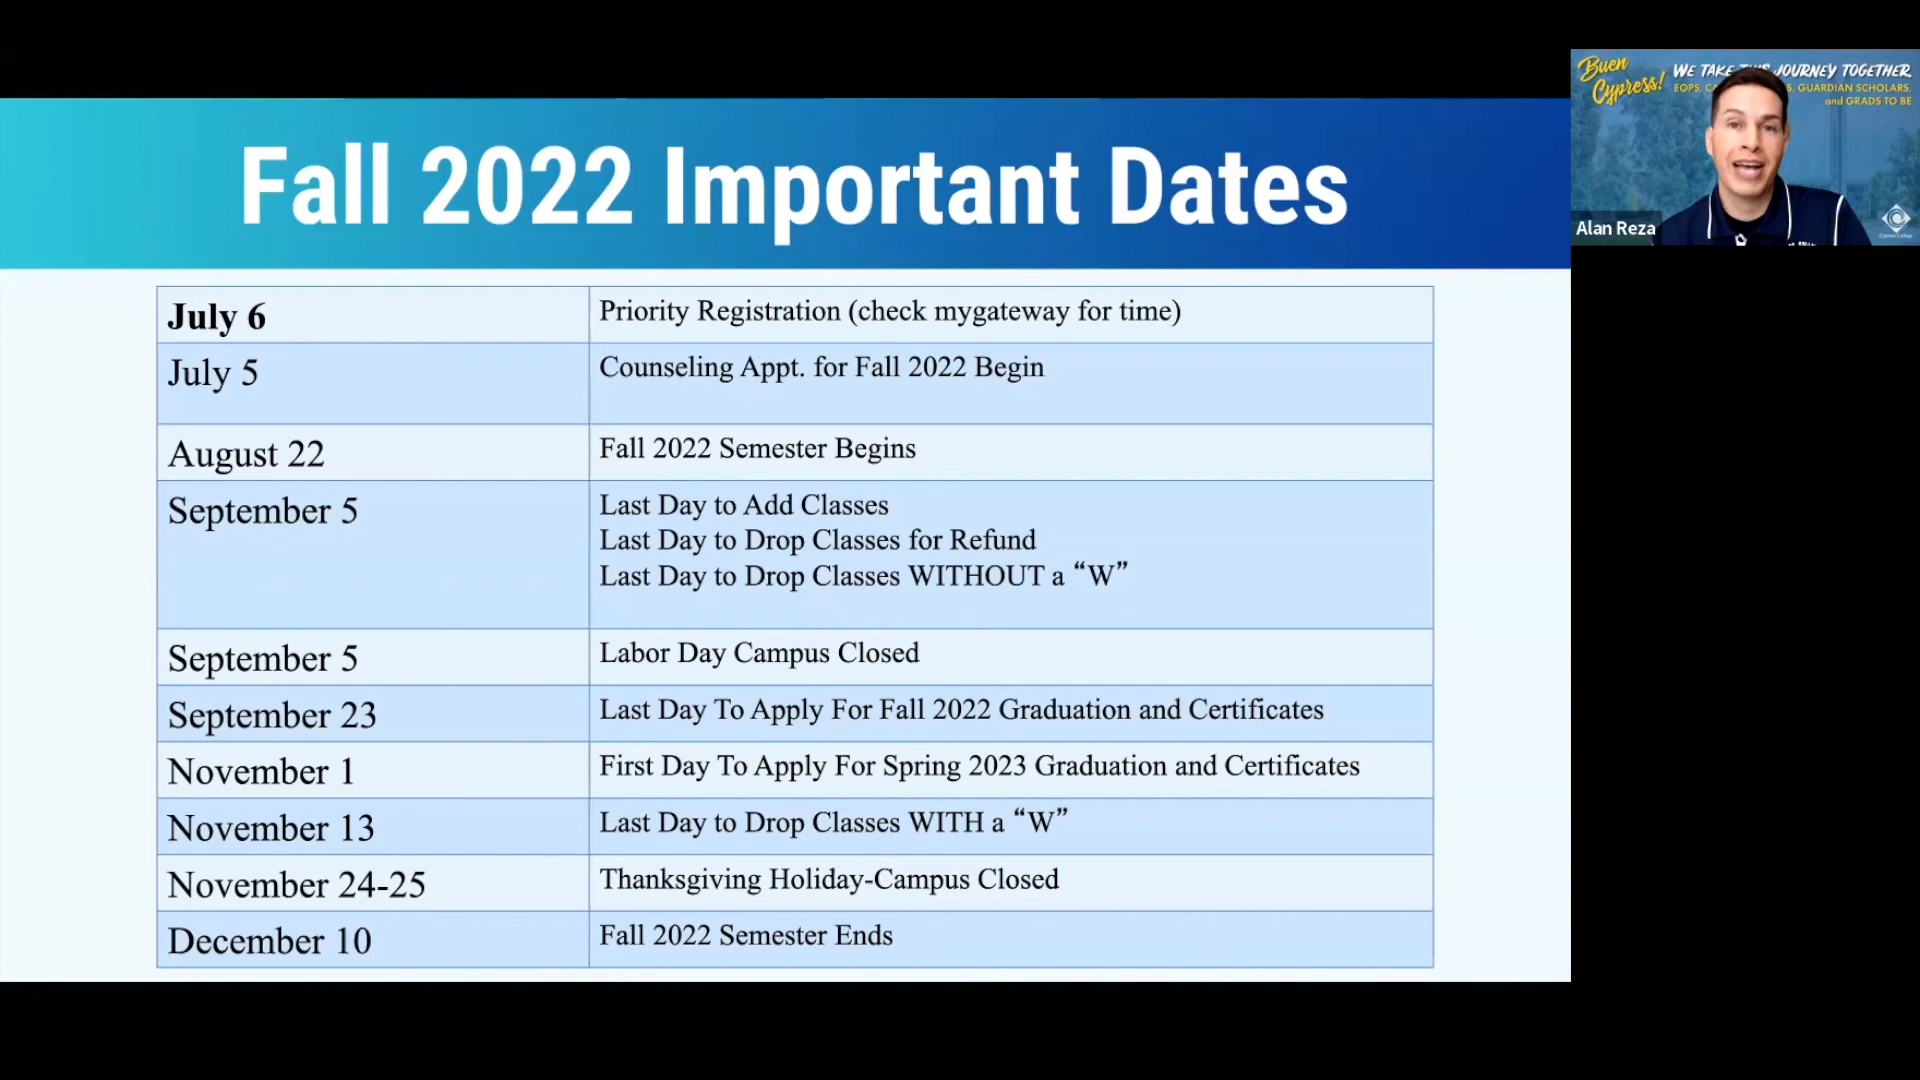 Fall 2022 Important Dates
July 6
Priority Registration (check mygateway for time)
July 5
Counseling Appt. for Fall 2022 Begin
August 22
Fall 2022 Semester Begins
September 5
Last Day to Add Classes
Last Day to Drop Classes for Refund
Last Day to Drop Classes WITHOUT a “W”
September 5
Labor Day Campus Closed
September 23
Last Day To Apply For Fall 2022 Graduation and Certificates
November 1
First Day To Apply For Spring 2023 Graduation and Certificates
November 13
Last Day to Drop Classes WITH a “W”
November 24-25
Thanksgiving Holiday-Campus Closed
December 10
Fall 2022 Semester Ends
Buen
Cypress!
WE TAKE JOURNEY TOGETHER
EOPS, GUARDIAN SCHOLARS,
and GRADS TO BE
Alan Reza
Cypress College